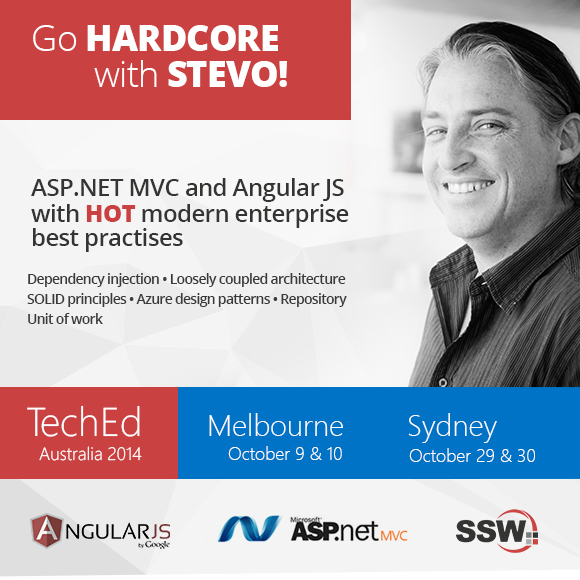 Go HARDCORE
with STEVO!
ASP.NET MVC and Angular JS
with HOT modern enterprise
best practises
Dependency injection • Loosely coupled architecture
SOLID principles • Azure design patterns • Repository
Unit of work
TechEd
Australia 2014
Melbourne
October 9 & 10
Sydney
October 29 & 30
ANGULARJS
by Google
Microsoft
ASP.net MVC
SSW